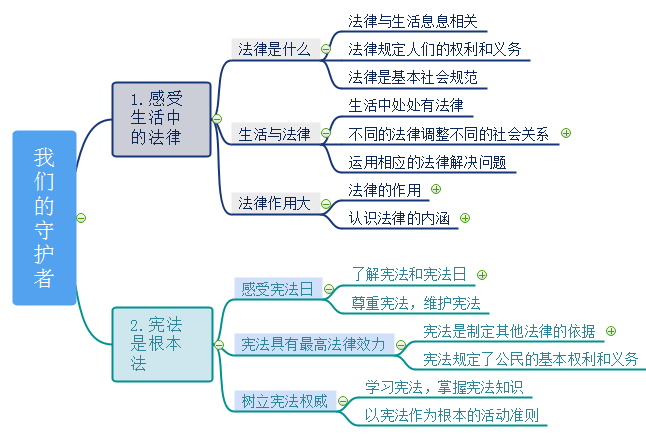 我们的守护者
1.感受
生活中
的法律
法律是什么
法律与生活息息相关
法律规定人们的权利和义务
法律是基本社会规范
生活与法律
生活中处处有法律
不同的法律调整不同的社会关系
运用相应的法律解决问题
法律作用大
法律的作用
认识法律的内涵
2.宪法
是根本
法
感受宪法日
了解宪法和宪法日
尊重宪法，维护宪法
宪法具有最高法律效力
宪法是制定其他法律的依据
宪法规定了公民的基本权利和义务
树立宪法权威
学习宪法，掌握宪法知识
以宪法作为根本的活动准则